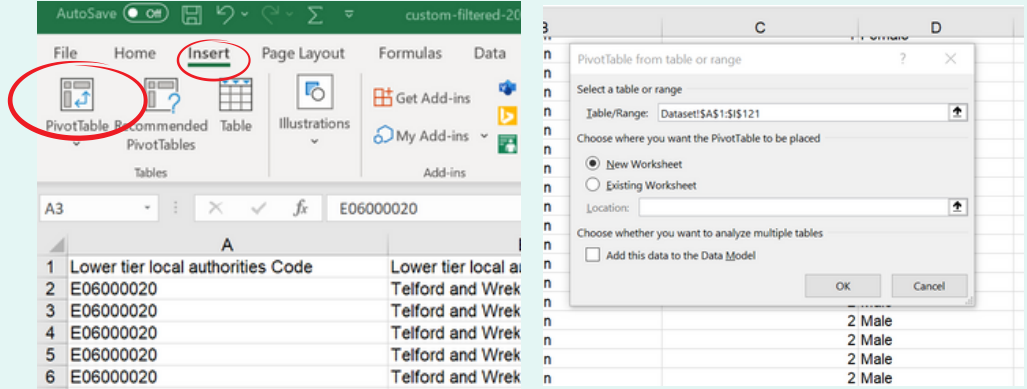 AutoSave Off custom-filtered-20
File Home Insert Page Layout Formulas Data
PivotTable Recommended PivotTables Table Illustrations
Get Add-ins
My Add-ins
Tables Add-ins
A3 fx E06000020
A
1 Lower tier local authorities Code Lower tier local a
2 E06000020 Telford and Wrek
3 E06000020 Telford and Wrek
4 E06000020 Telford and Wrek
5 E06000020 Telford and Wrek
6 E06000020 Telford and Wrek
C D
PivotTable from table or range ? ×
Select a table or range
Table/Range: Dataset!$A$1:$I$121
Choose where you want the PivotTable to be placed
New Worksheet
Existing Worksheet
Location:
Choose whether you want to analyze multiple tables
Add this data to the Data Model
OK Cancel
n
n 2 Male
n 2 Male
n 2 Male
n 2 Male